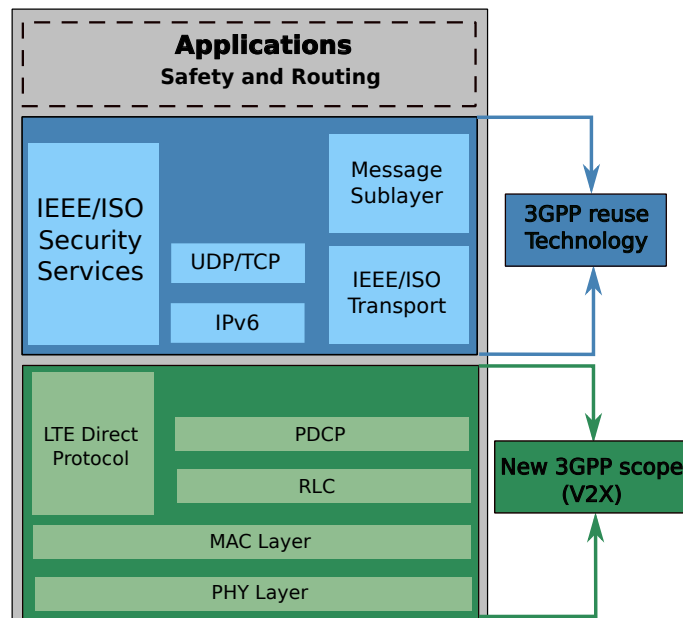 Applications
Safety and Routing
IEEE/ISO
Security
Services
UDP/TCP
IPv6
Message
Sublayer
IEEE/ISO
Transport
3GPP reuse
Technology
LTE Direct
Protocol
PDCP
RLC
MAC Layer
PHY Layer
New 3GPP scope
(V2X)